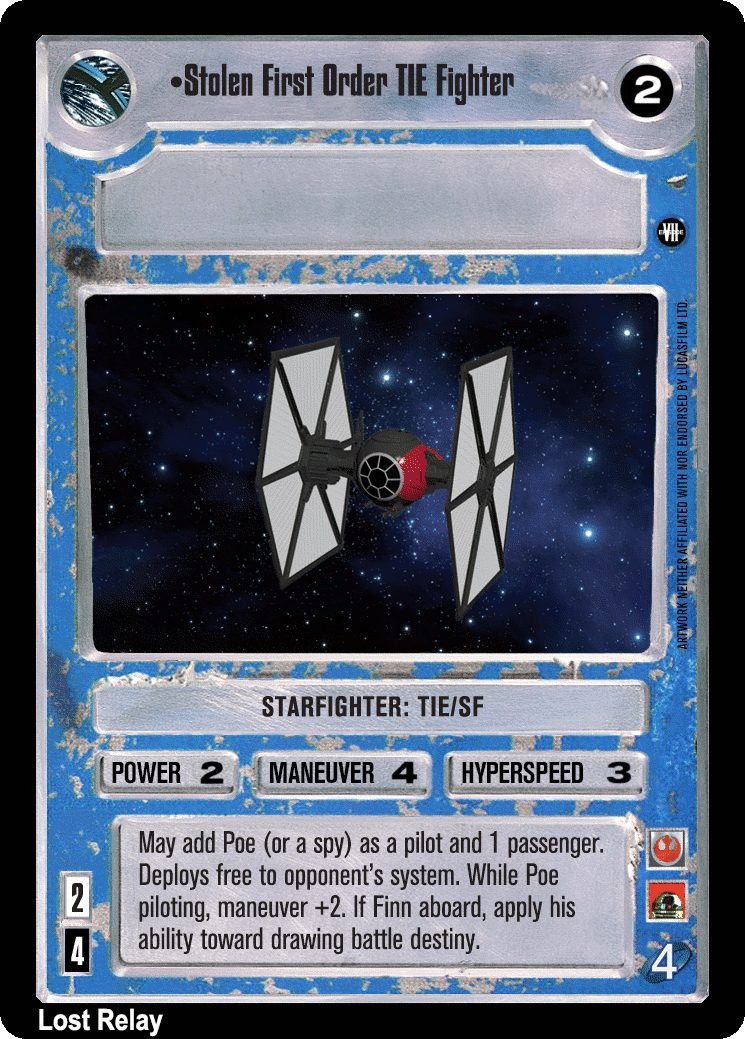 •Stolen First Order TIE Fighter
2
EPISODE
VII
ARTWORK NEITHER AFFILIATED WITH NOR ENDORSED BY LUCASFILM LTD.
STARFIGHTER: TIE/SF
POWER 2
MANEUVER 4
HYPERSPEED 3
May add Poe (or a spy) as a pilot and 1 passenger.
Deploys free to opponent's system. While Poe
piloting, maneuver +2. If Finn aboard, apply his
ability toward drawing battle destiny.
2
4
4
Lost Relay